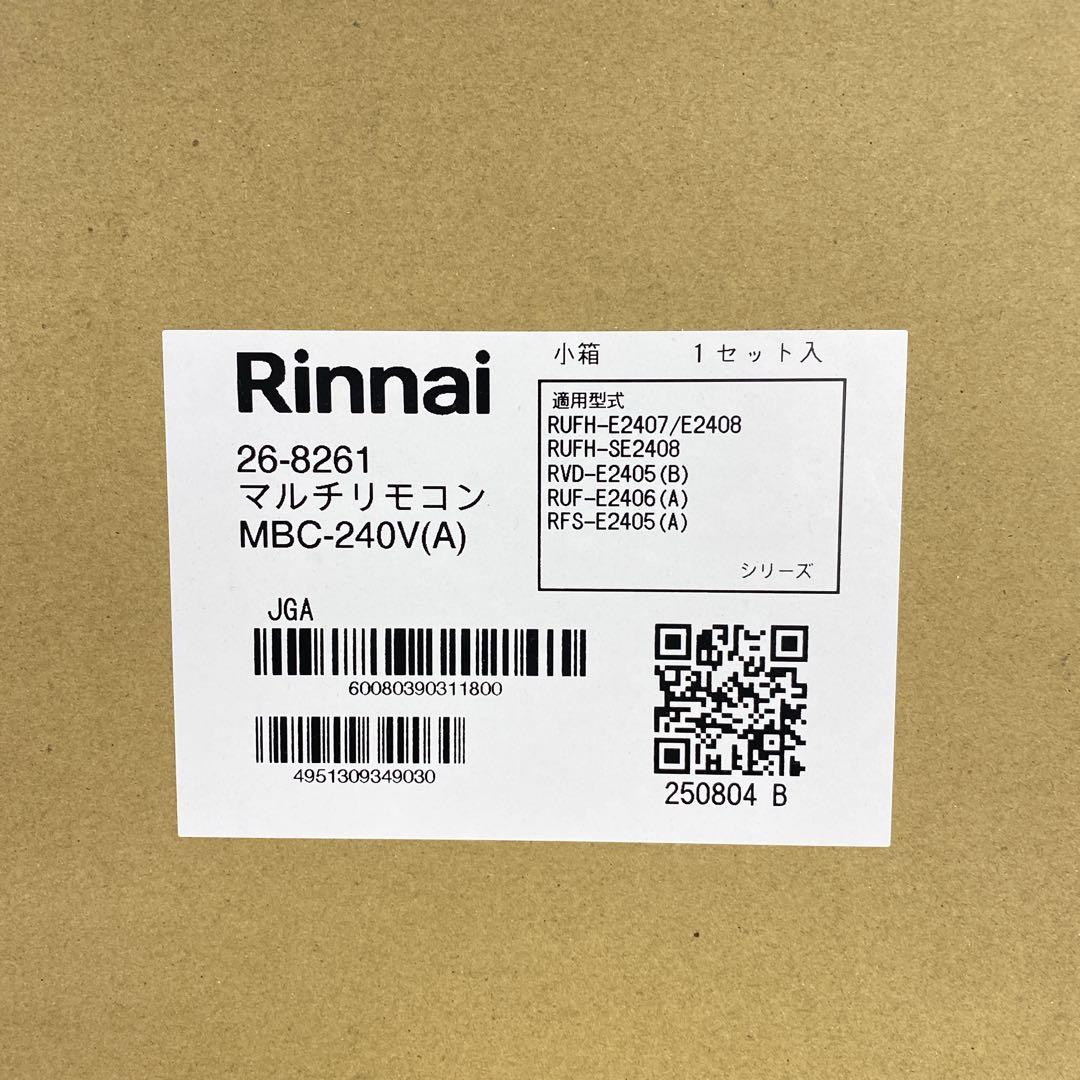 Rinnai
26-8261
マルチリモコン
MBC-240V(A)
小箱 1セット入
適用型式
RUFH-E2407/E2408
RUFH-SE2408
RVD-E2405(B)
RUF-E2406(A)
RFS-E2405(A)
シリーズ
JGA
60080390311800
4951309349030
250804 B